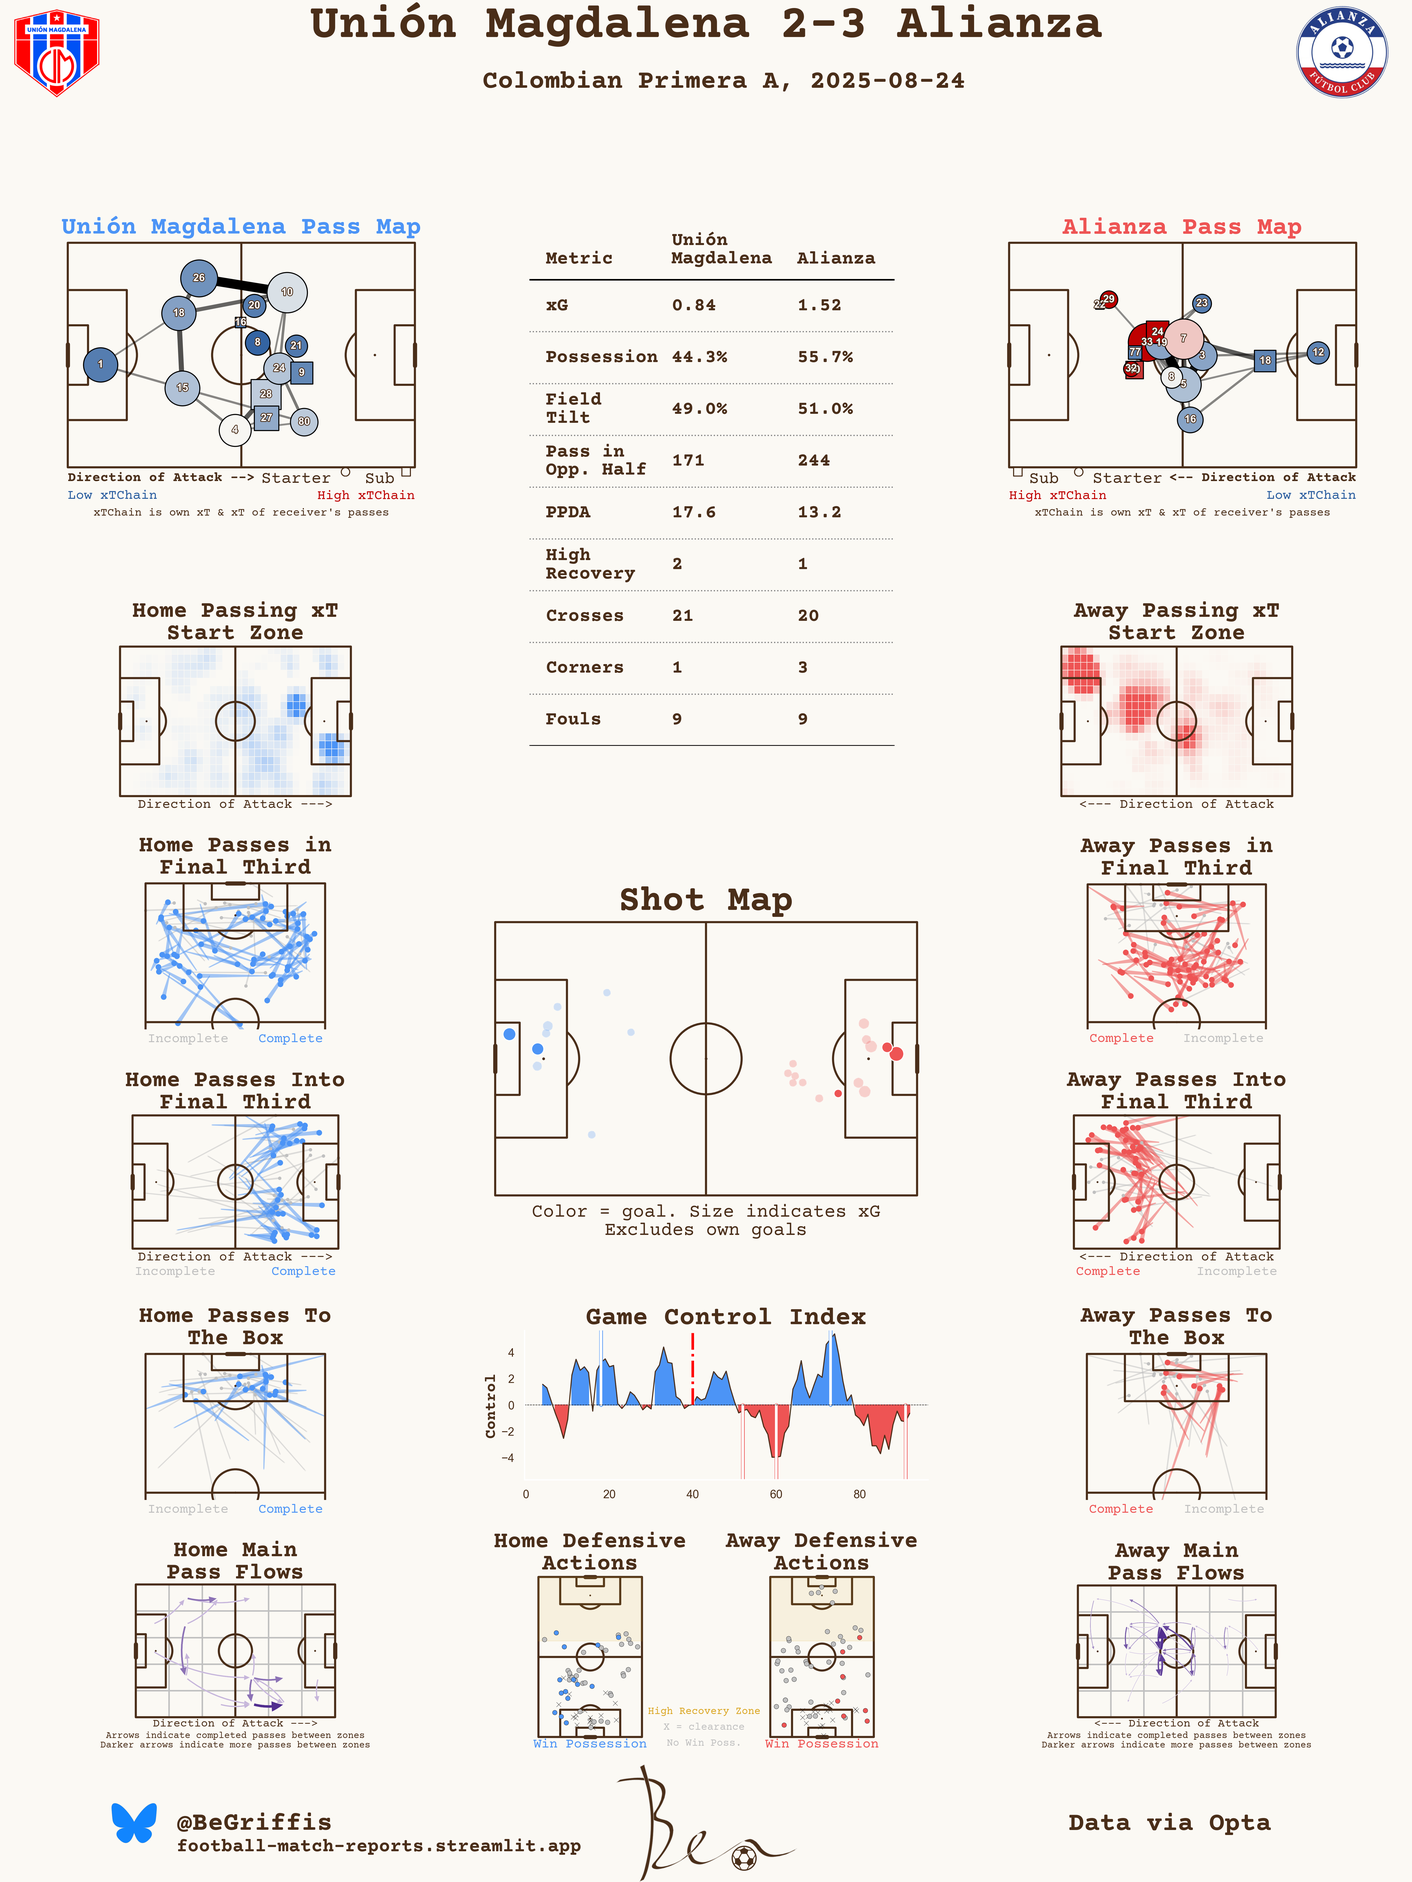 Unión Magdalena 2-3 Alianza
Colombian Primera A, 2025-08-24
UNIÓN MAGDALENA
ALIANZA
FÚTBOL CLUB
Unión Magdalena Pass Map
26
10
20
18
16
8
21
1
24
9
15
28
27
80
4
Direction of Attack --> Starter Sub
Low xTChain High xTChain
xTChain is own xT & xT of receiver's passes
Metric Unión Magdalena Alianza
xG 0.84 1.52
Possession 44.3% 55.7%
Field Tilt 49.0% 51.0%
Pass in Opp. Half 171 244
PPDA 17.6 13.2
High Recovery 2 1
Crosses 21 20
Corners 1 3
Fouls 9 9
Alianza Pass Map
22
29
23
24
33
19
7
77
3
18
12
32
8
5
16
Sub Starter <-- Direction of Attack
High xTChain Low xTChain
xTChain is own xT & xT of receiver's passes
Home Passing xT
Start Zone
Direction of Attack --->
Away Passing xT
Start Zone
<--- Direction of Attack
Home Passes in
Final Third
Incomplete Complete
Away Passes in
Final Third
Complete Incomplete
Shot Map
Color = goal. Size indicates xG
Excludes own goals
Home Passes Into
Final Third
Direction of Attack --->
Incomplete Complete
Away Passes Into
Final Third
<--- Direction of Attack
Complete Incomplete
Home Passes To
The Box
Incomplete Complete
Game Control Index
Control
4
2
0
−2
−4
0 20 40 60 80
Away Passes To
The Box
Complete Incomplete
Home Main
Pass Flows
Direction of Attack --->
Arrows indicate completed passes between zones
Darker arrows indicate more passes between zones
Home Defensive
Actions
Win Possession
Away Defensive
Actions
Win Possession
High Recovery Zone
X = clearance
No Win Poss.
Away Main
Pass Flows
<--- Direction of Attack
Arrows indicate completed passes between zones
Darker arrows indicate more passes between zones
@BeGriffis
football-match-reports.streamlit.app
Ben
Data via Opta